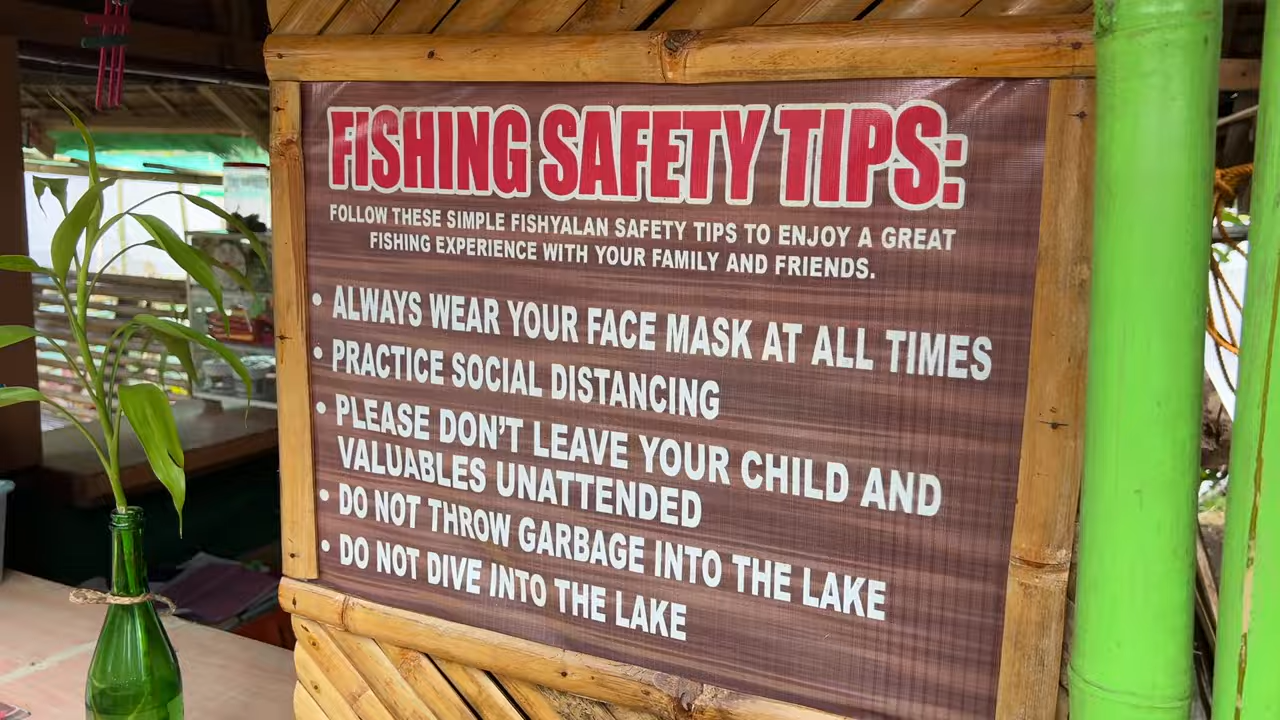 FISHING SAFETY TIPS:
FOLLOW THESE SIMPLE FISHYALAN SAFETY TIPS TO ENJOY A GREAT
FISHING EXPERIENCE WITH YOUR FAMILY AND FRIENDS.
• ALWAYS WEAR YOUR FACE MASK AT ALL TIMES
• PRACTICE SOCIAL DISTANCING
• PLEASE DON'T LEAVE YOUR CHILD AND
VALUABLES UNATTENDED
• DO NOT THROW GARBAGE INTO THE LAKE
• DO NOT DIVE INTO THE LAKE